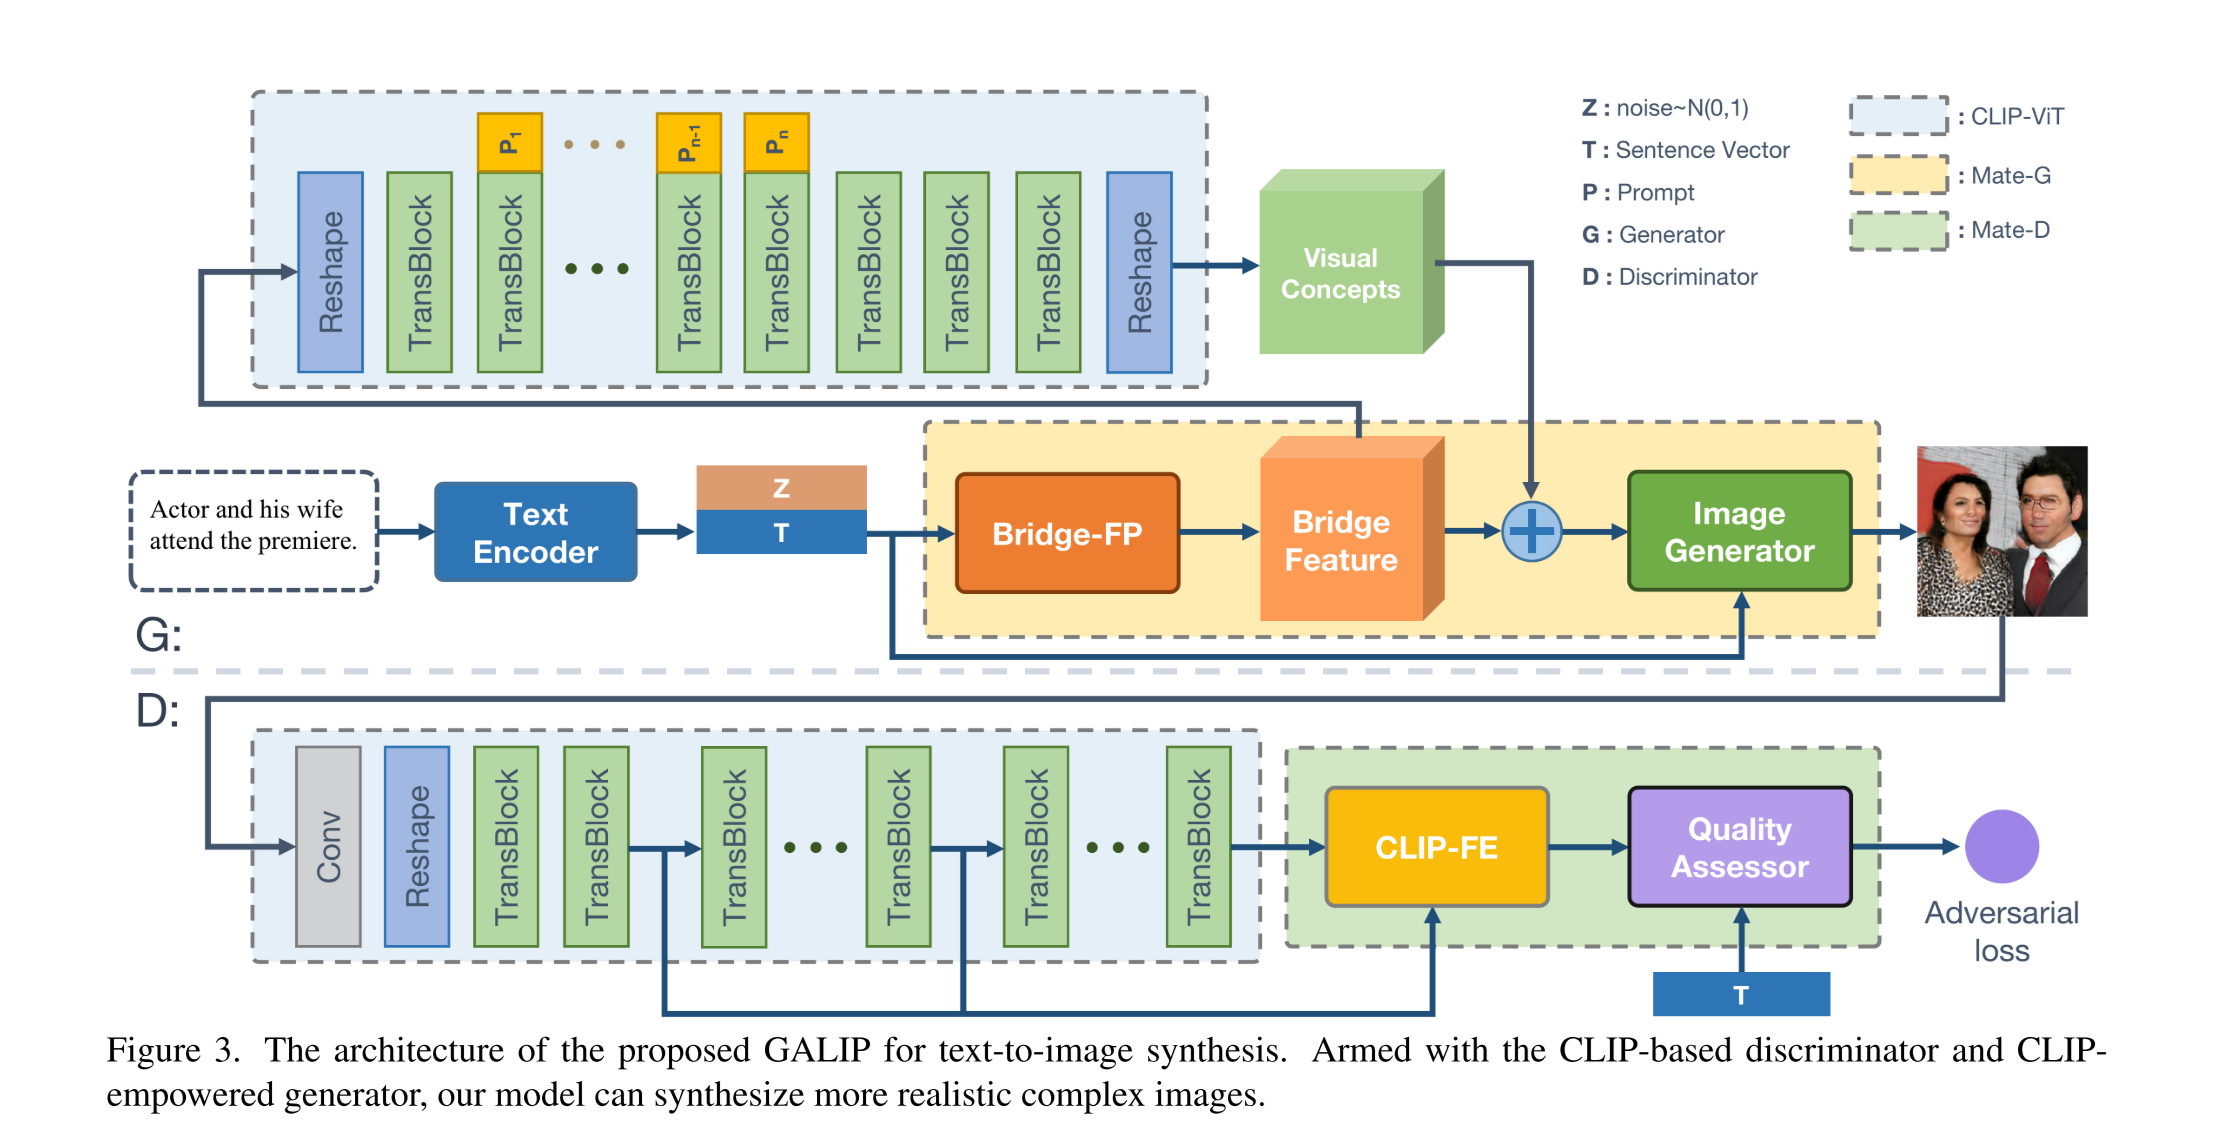 P1
Pn-1
Pn
Reshape
TransBlock
TransBlock
TransBlock
TransBlock
TransBlock
TransBlock
TransBlock
Reshape
Visual
Concepts
Z : noise~N(0,1)
T : Sentence Vector
P : Prompt
G : Generator
D : Discriminator
: CLIP-ViT
: Mate-G
: Mate-D
Actor and his wife
attend the premiere.
Text
Encoder
Z
T
Bridge-FP
Bridge
Feature
Image
Generator
G:
D:
Conv
Reshape
TransBlock
TransBlock
TransBlock
TransBlock
TransBlock
TransBlock
CLIP-FE
Quality
Assessor
T
Adversarial
loss
Figure 3. The architecture of the proposed GALIP for text-to-image synthesis. Armed with the CLIP-based discriminator and CLIP-
empowered generator, our model can synthesize more realistic complex images.